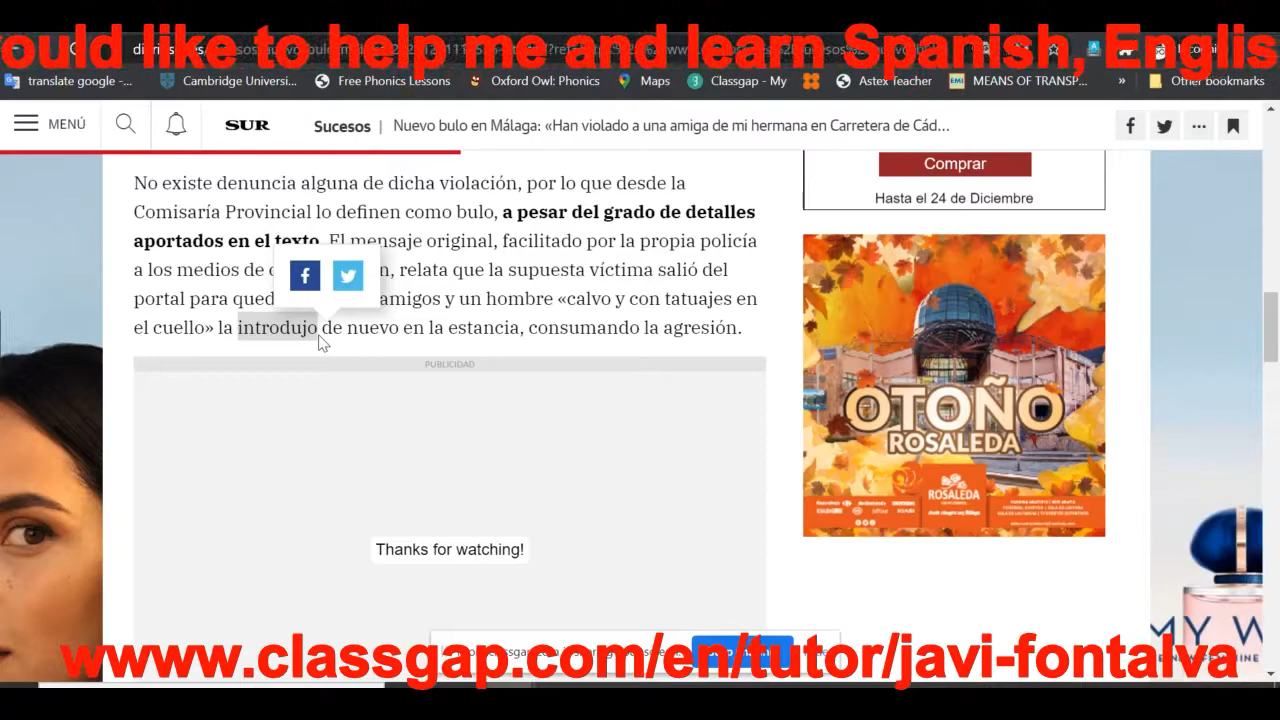 ould like to help me and learn Spanish, Englis
translate google -...
Cambridge Universi...
Free Phonics Lessons
Oxford Owl: Phonics
Maps
Classgap - My
Astex Teacher
MEANS OF TRANSP...
»
Other bookmarks
MENÚ
SUR
Sucesos | Nuevo bulo en Málaga: «Han violado a una amiga de mi hermana en Carretera de Cád...
No existe denuncia alguna de dicha violación, por lo que desde la
Comisaría Provincial lo definen como bulo, a pesar del grado de detalles
aportados en el texto. El mensaje original, facilitado por la propia policía
a los medios de relata que la supuesta víctima salió del
portal para amigos y un hombre «calvo y con tatuajes en
el cuello» la introdujo de nuevo en la estancia, consumando la agresión.
PUBLICIDAD
Thanks for watching!
Comprar
Hasta el 24 de Diciembre
OTOÑO
ROSALEDA
ROSALEDA
MY W
www.classgap.com/en/tutor/javi-fontalva